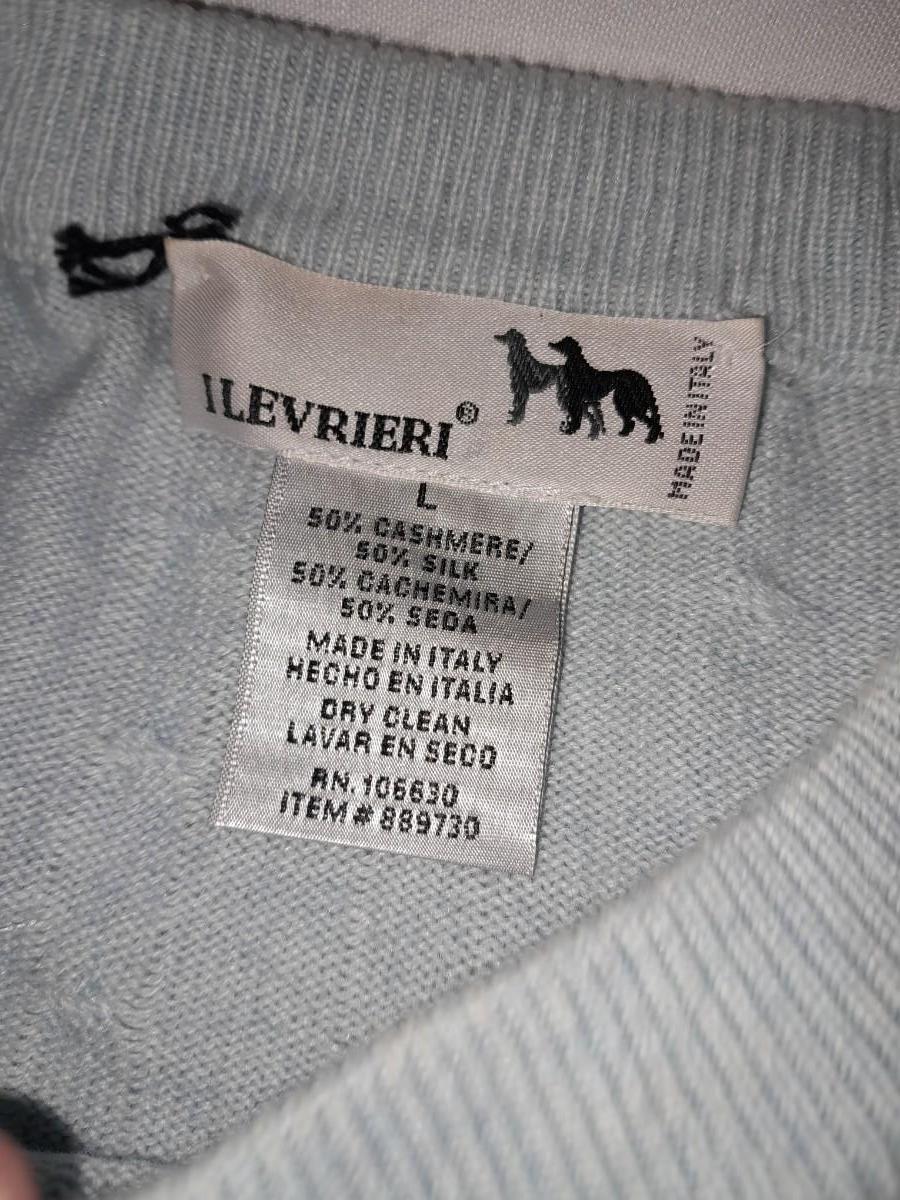 ILEVRIERI®
MADE IN ITALY
L
50% CASHMERE/
50% SILK
50% CACHEMIRA/
50% SEDA
MADE IN ITALY
HECHO EN ITALIA
DRY CLEAN
LAVAR EN SECO
RN. 106630
ITEM # 889730